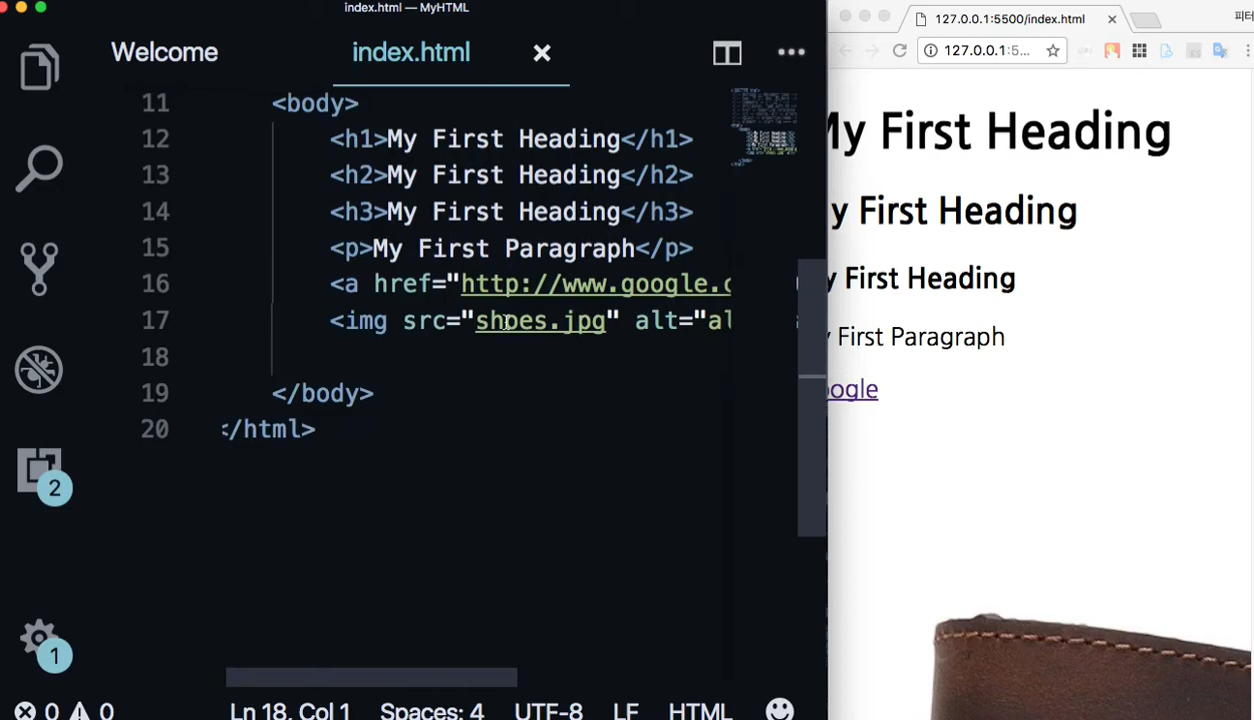 index.html — MyHTML
Welcome index.html
11 <body>
12 <h1>My First Heading</h1>
13 <h2>My First Heading</h2>
14 <h3>My First Heading</h3>
15 <p>My First Paragraph</p>
16 <a href="http://www.google.c
17 <img src="shoes.jpg" alt="al
18
19 </body>
20 </html>
2
1
0 0 Ln 18, Col 1 Spaces: 4 UTF-8 LF HTML
127.0.0.1:5500/index.html 피터
127.0.0.1:5...
My First Heading
y First Heading
y First Heading
First Paragraph
oogle